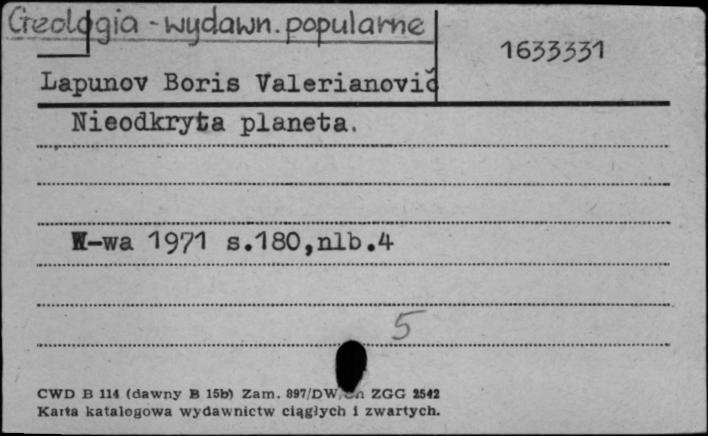 Geologia - wydawn. popularne
1633331
Lapunov Boris Valerianovič
Nieodkryta planeta.
W-wa 1971 s.180,nlb.4
5
CWD B 114 (dawny B 15b) Zam. 897/DW/ ZGG 2542
Karta katalogowa wydawnictw ciągłych i zwartych.